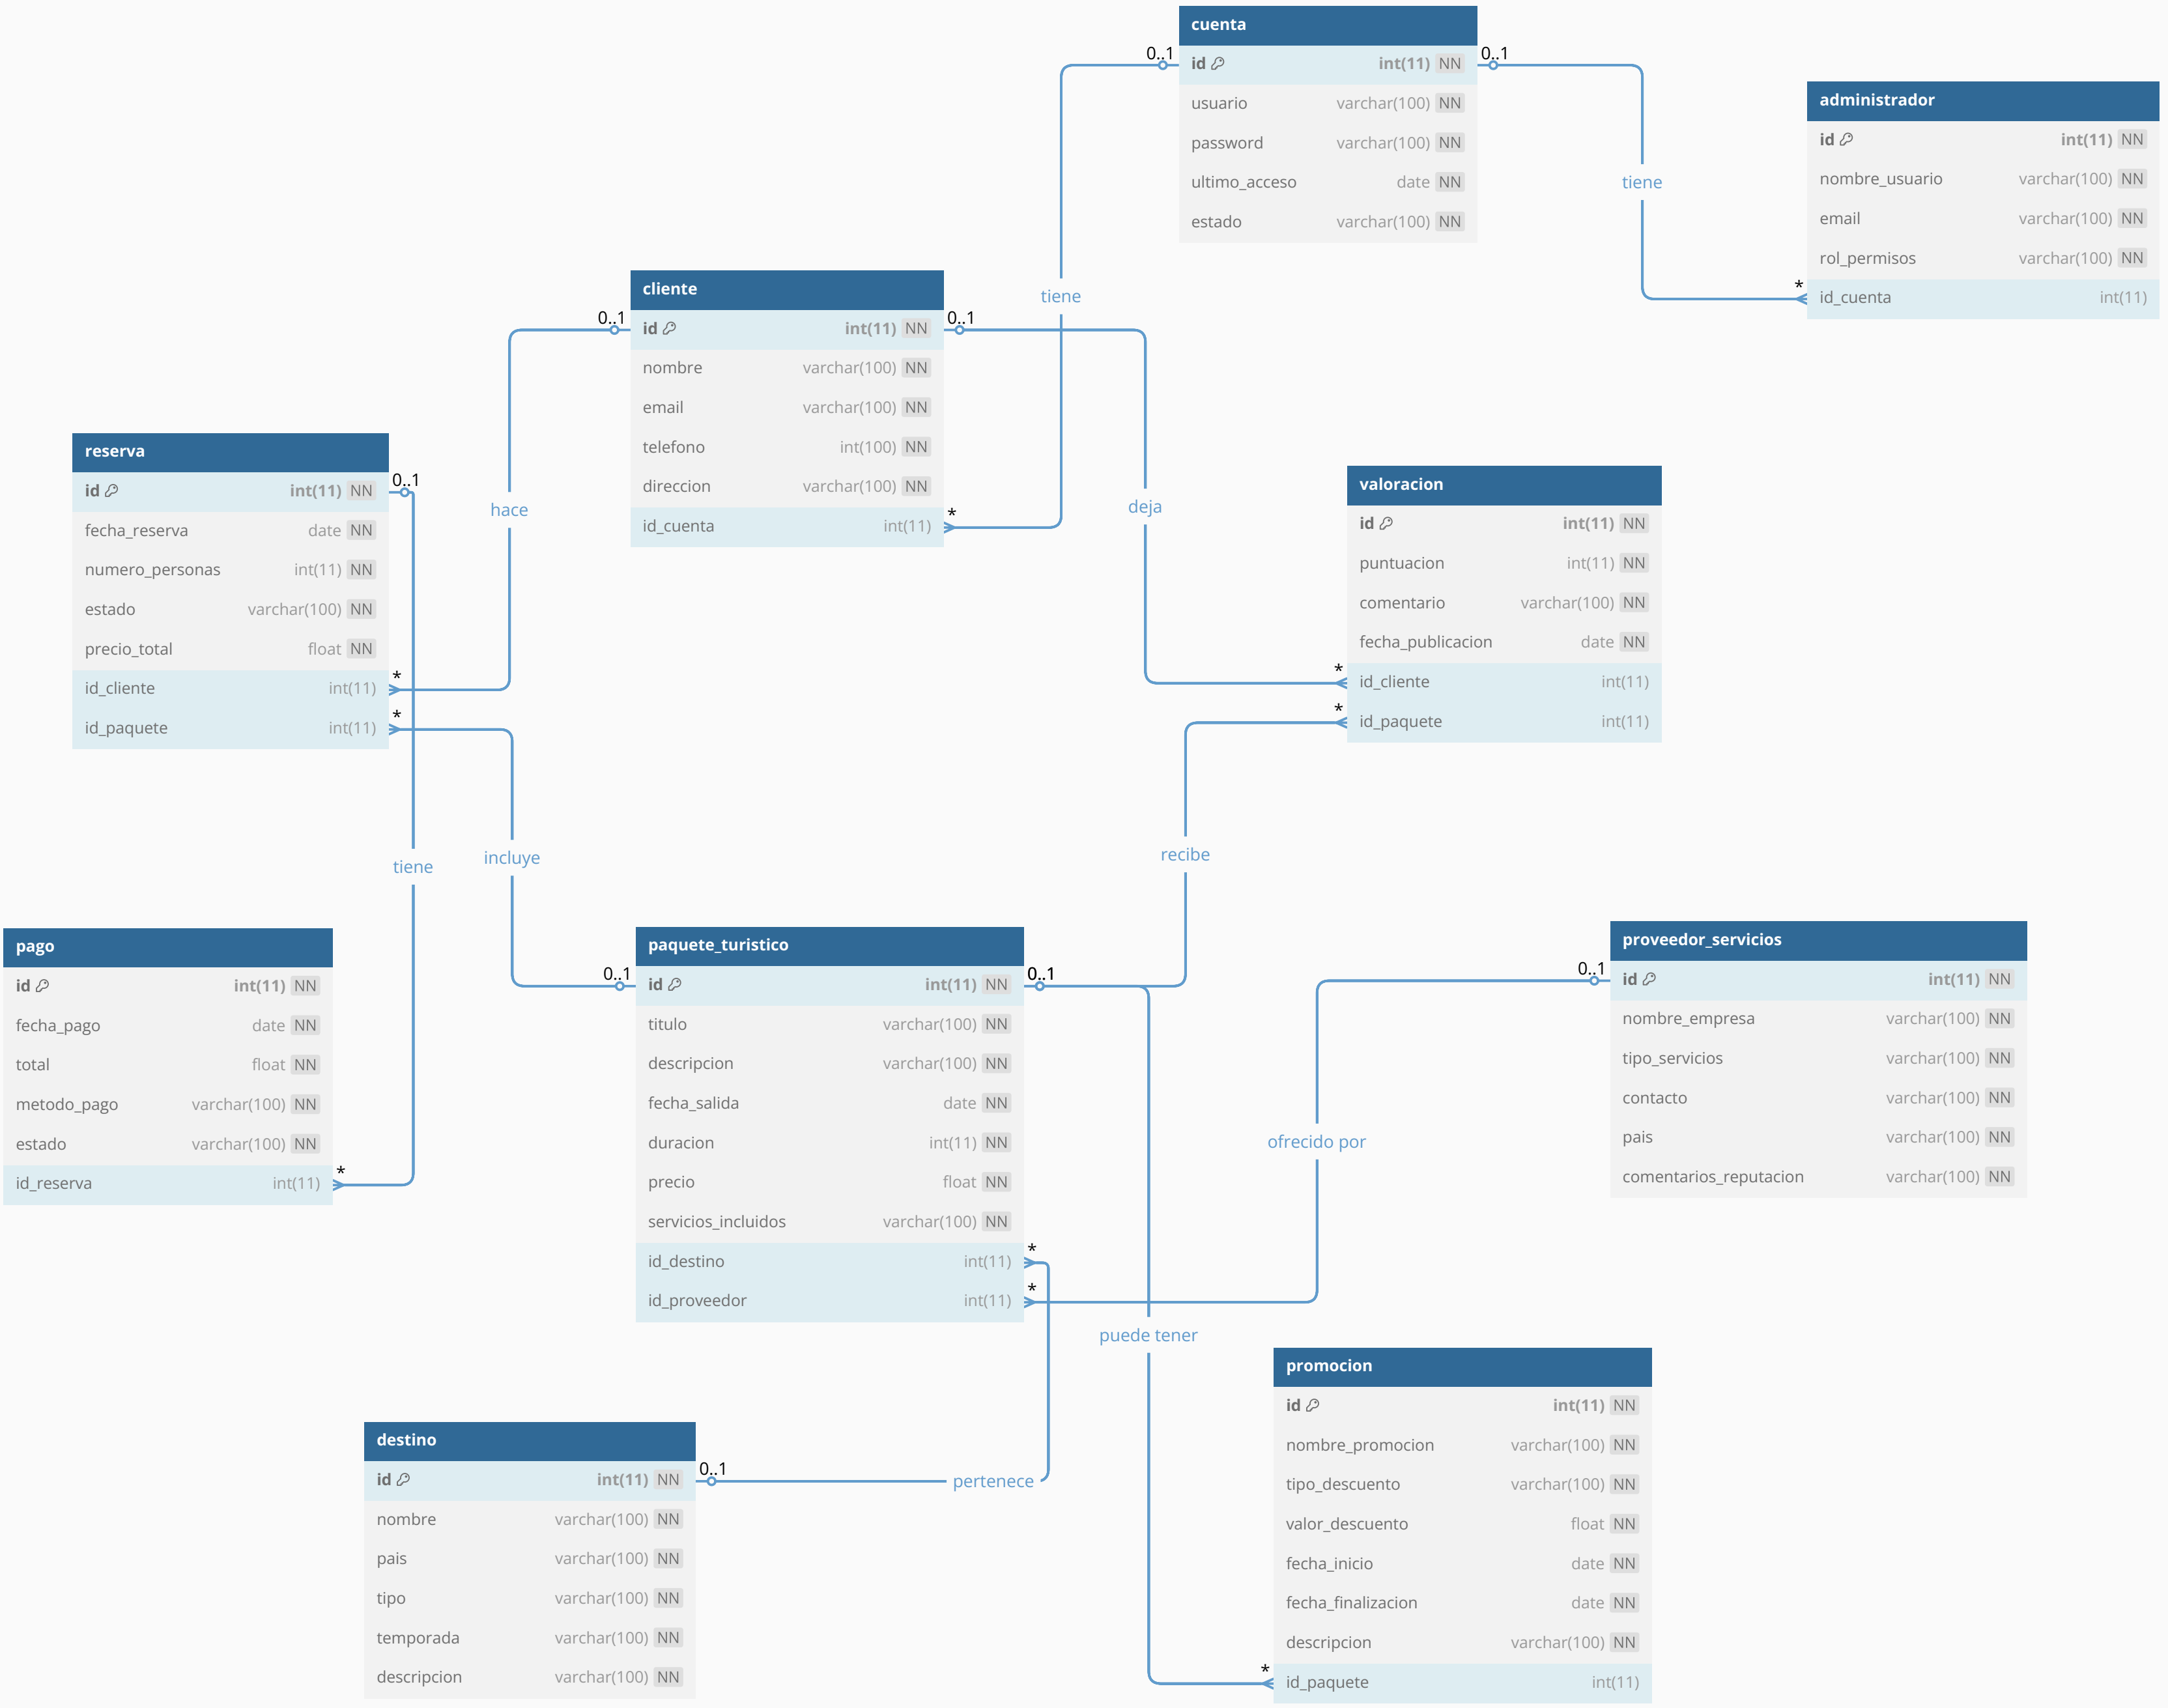 cuenta
id int(11) NN
usuario varchar(100) NN
password varchar(100) NN
ultimo_acceso date NN
estado varchar(100) NN
0..1
0..1
tiene
tiene
administrador
id int(11) NN
nombre_usuario varchar(100) NN
email varchar(100) NN
rol_permisos varchar(100) NN
* id_cuenta int(11)
cliente
0..1 id int(11) NN 0..1
nombre varchar(100) NN
email varchar(100) NN
telefono int(100) NN
direccion varchar(100) NN
id_cuenta int(11) *
hace
deja
reserva
id int(11) NN 0..1
fecha_reserva date NN
numero_personas int(11) NN
estado varchar(100) NN
precio_total float NN
id_cliente int(11) *
id_paquete int(11) *
valoracion
id int(11) NN
puntuacion int(11) NN
comentario varchar(100) NN
fecha_publicacion date NN
* id_cliente int(11)
* id_paquete int(11)
tiene
incluye
recibe
pago
id int(11) NN
fecha_pago date NN
total float NN
metodo_pago varchar(100) NN
estado varchar(100) NN
id_reserva int(11) *
paquete_turistico
0..1 id int(11) NN 0..1
titulo varchar(100) NN
descripcion varchar(100) NN
fecha_salida date NN
duracion int(11) NN
precio float NN
servicios_incluidos varchar(100) NN
id_destino int(11) *
id_proveedor int(11) *
ofrecido por
proveedor_servicios
0..1 id int(11) NN
nombre_empresa varchar(100) NN
tipo_servicios varchar(100) NN
contacto varchar(100) NN
pais varchar(100) NN
comentarios_reputacion varchar(100) NN
puede tener
pertenece
destino
id int(11) NN 0..1
nombre varchar(100) NN
pais varchar(100) NN
tipo varchar(100) NN
temporada varchar(100) NN
descripcion varchar(100) NN
promocion
id int(11) NN
nombre_promocion varchar(100) NN
tipo_descuento varchar(100) NN
valor_descuento float NN
fecha_inicio date NN
fecha_finalizacion date NN
descripcion varchar(100) NN
* id_paquete int(11)